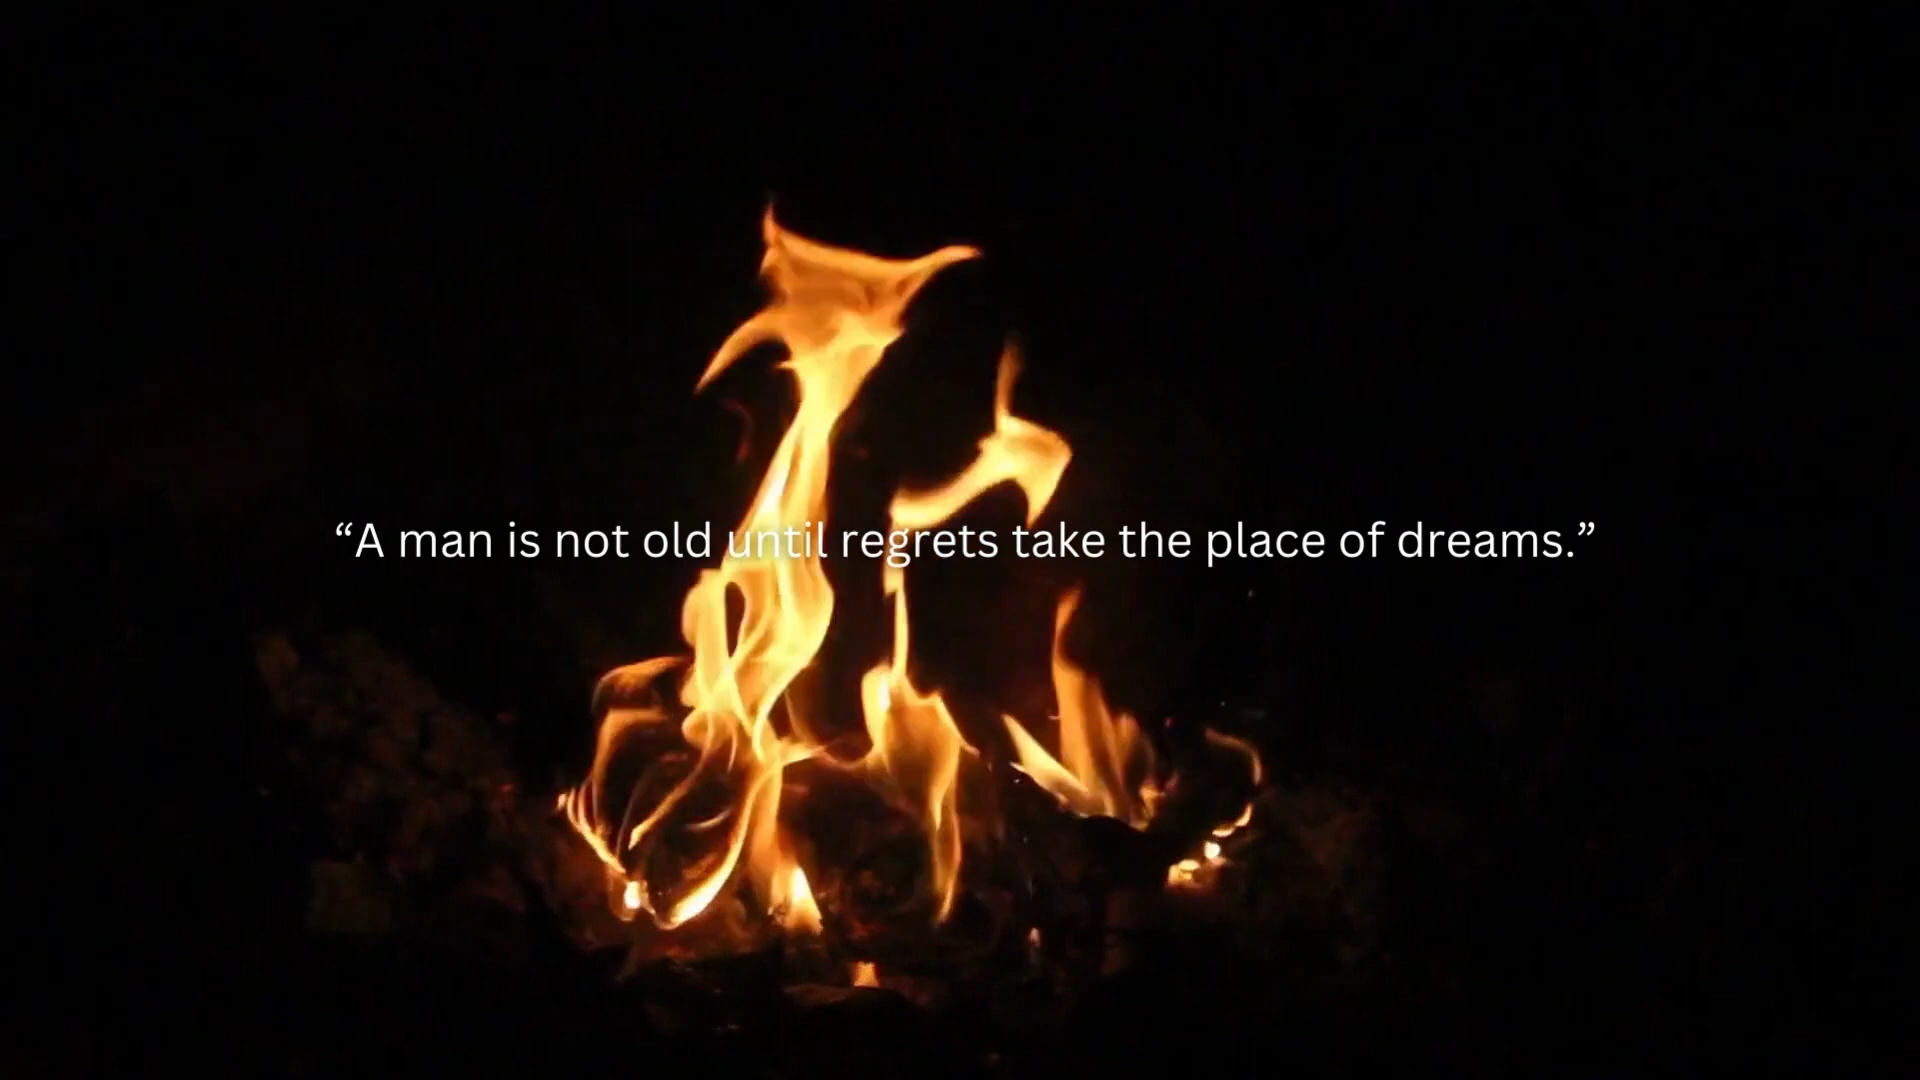 “A man is not old until regrets take the place of dreams.”